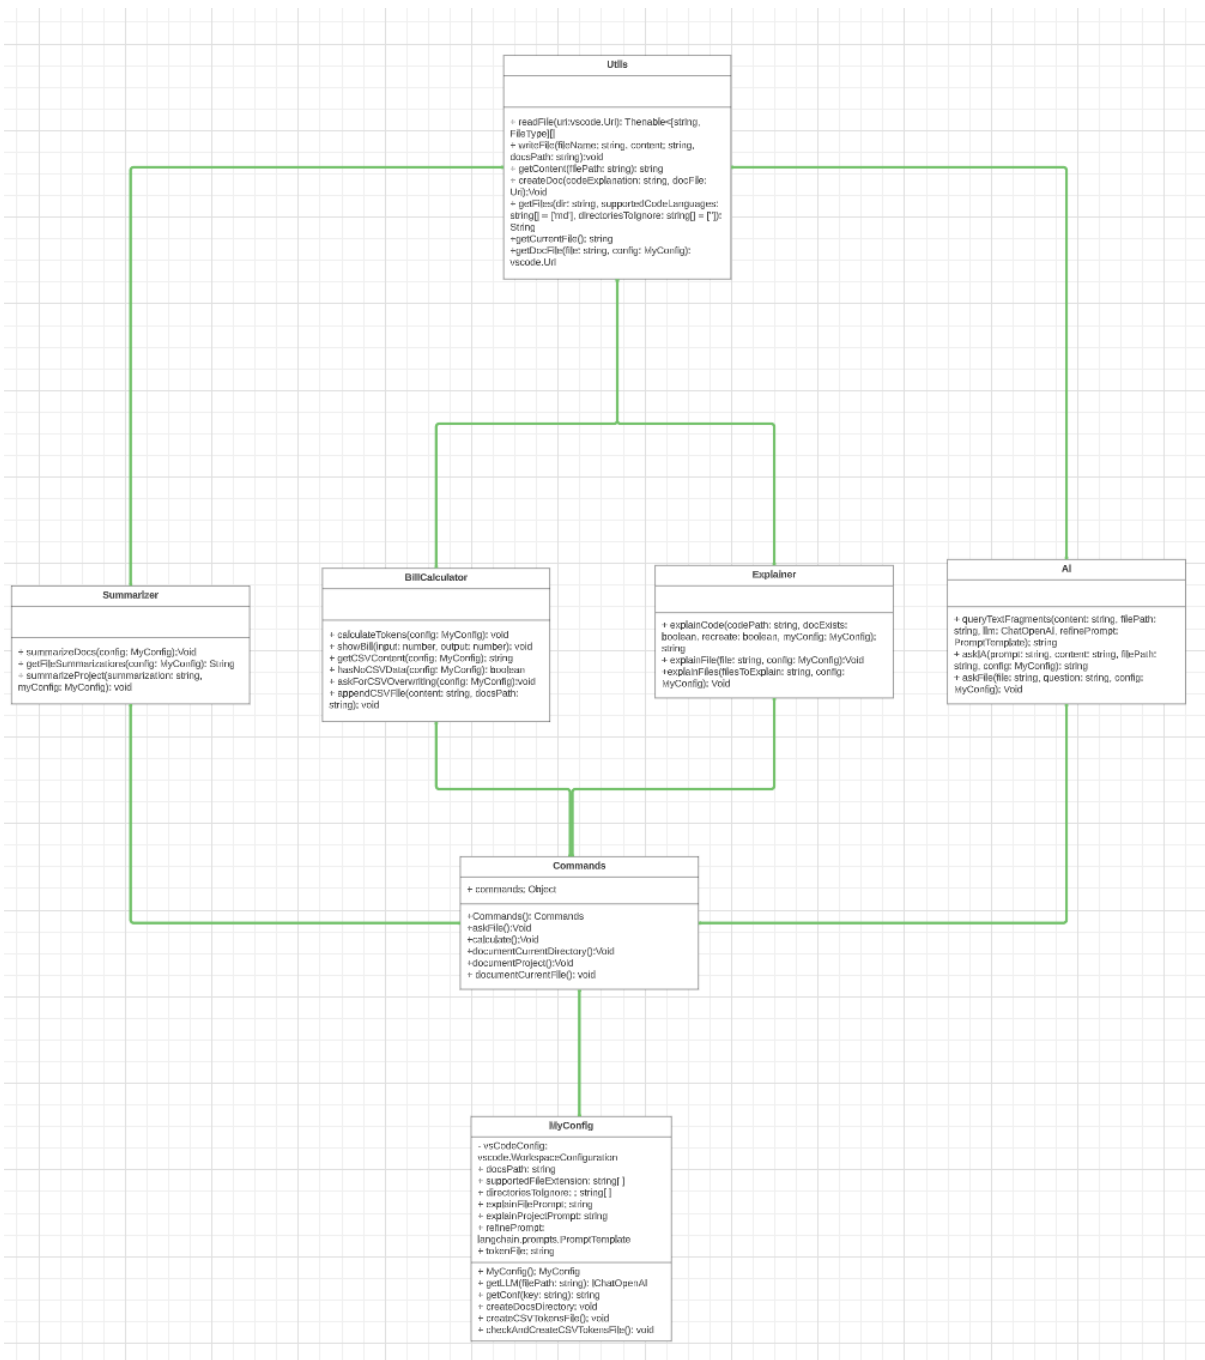 Utils
+ readFile(uri:vscode.Uri): Thenable<[string,
FileType][]
+ writeFile(fileName: string, content: string,
docsPath: string):void
+ getContent(filePath: string): string
+ createDoc(codeExplanation: string, docFile:
Uri):Void
+ getFiles(dir: string, supportedCodeLanguages:
string[] = ['md'], directoriesToIgnore: string[] = ['']):
String
+getCurrentFile(): string
+getDocFile(file: string, config: MyConfig):
vscode.Uri
Summarizer
+ summarizeDocs(config: MyConfig):Void
+ getFileSummarizations(config: MyConfig): String
+ summarizeProject(summarization: string,
myConfig: MyConfig): void
BillCalculator
+ calculateTokens(config: MyConfig): void
+ showBill(input: number, output: number): void
+ getCSVContent(config: MyConfig): string
+ hasNoCSVData(config: MyConfig): boolean
+ askForCSVOverwriting(config: MyConfig):void
+ appendCSVFile(content: string, docsPath:
string): void
Explainer
+ explainCode(codePath: string, docExists:
boolean, recreate: boolean, myConfig: MyConfig):
string
+ explainFile(file: string, config: MyConfig):Void
+explainFiles(filesToExplain: string, config:
MyConfig): Void
AI
+ queryTextFragments(content: string, filePath:
string, llm: ChatOpenAI, refinePrompt:
PromptTemplate): string
+ askIA(prompt: string, content: string, filePath:
string, config: MyConfig): String
+ askFile(file: string, question: string, config:
MyConfig): Void
Commands
+ commands: Object
+Commands(): Commands
+askFile():Void
+calculate():Void
+documentCurrentDirectory():Void
+documentProject():Void
+ documentCurrentFile(): void
MyConfig
- vsCodeConfig:
vscode.WorkspaceConfiguration
+ docsPath: string
+ supportedFileExtension: string[ ]
+ directoriesToIgnore: : string[ ]
+ explainFilePrompt: string
+ explainProjectPrompt: string
+ refinePrompt:
langchain.prompts.PromptTemplate
+ tokenFile: string
+ MyConfig(): MyConfig
+ getLLM(filePath: string): IChatOpenAI
+ getConf(key: string): string
+ createDocsDirectory: void
+ createCSVTokensFile(): void
+ checkAndCreateCSVTokensFile(): void